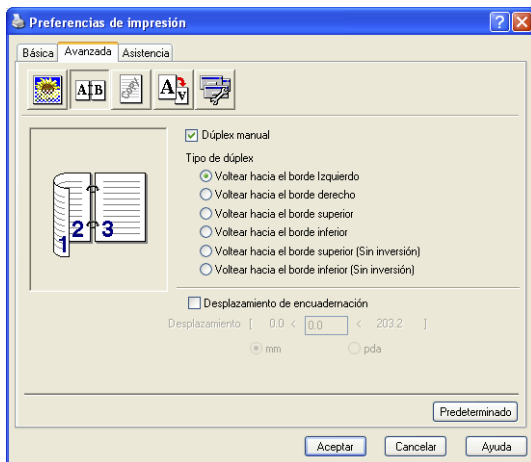 Preferencias de impresión
Básica Avanzada Asistencia
A B
A A
Dúplex manual
Tipo de dúplex
Voltear hacia el borde Izquierdo
Voltear hacia el borde derecho
Voltear hacia el borde superior
Voltear hacia el borde inferior
Voltear hacia el borde superior (Sin inversión)
Voltear hacia el borde inferior (Sin inversión)
1 2 3
Desplazamiento de encuadernación
Desplazamiento [ 0.0 < 0.0 < 203.2 ]
mm pda
Predeterminado
Aceptar Cancelar Ayuda